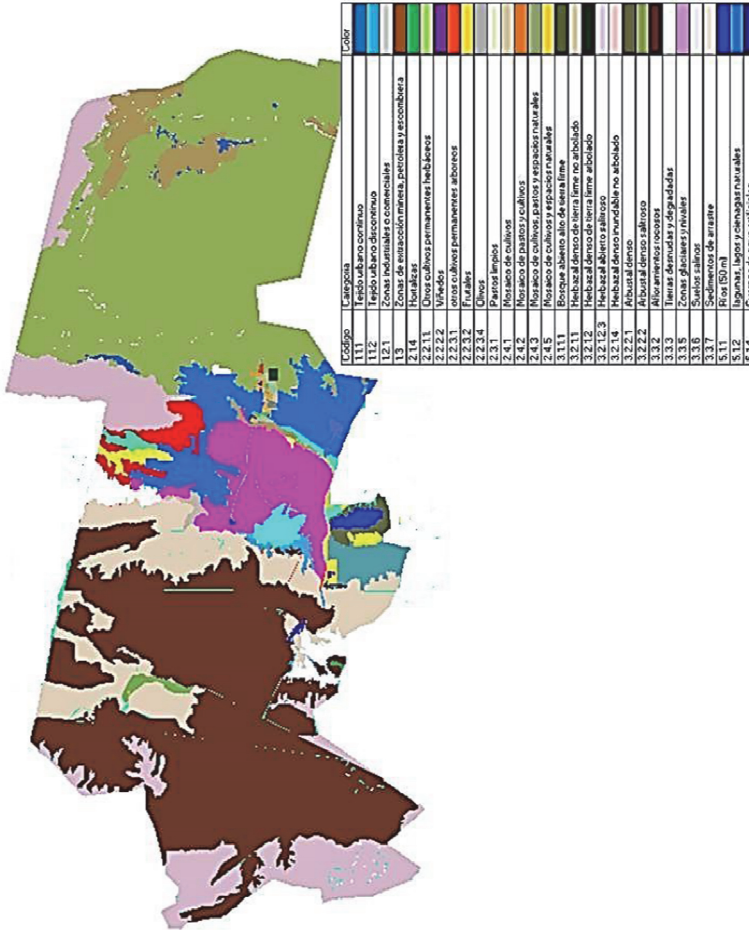 Código Categoría Color
1.1.1 Tejido urbano continuo
1.1.2 Tejido urbano discontinuo
12.1 Zonas industriales o comerciales
1.3 Zonas de extracción minera, petrolera y escombrera
2.1.4 Hortalizas
2.2.1.1. Otros cultivos permanentes herbáceos
2.2.2.2 Viñedos
2.2.3.1 otros cultivos permanentes arboreos
2.2.3.2 Frutales
2.2.3.4 Olivos
2.3.1 Pastos limpios
2.4.1 Mosaico de cultivos
2.4.2 Mosaico de pastos y cultivos
2.4.3 Mosaico de cultivos, pastos y espacios naturales
2.4.5 Mosaico de cultivos y espacios naturales
3.1.1.1 Bosque abierto alto de tierra firme
3.2.1.1 Herbazal denso de tierra firme no arbolado
3.2.1.2 Herbazal denso de tierra firme arbolado
3.2.1.2.3 Herbazal abierto salitroso
3.2.1.4 Herbazal denso inundable no arbolado
3.2.2.1 Arbustal denso
3.2.2.2 Arbustal denso salitroso
3.3.2 Afloramientos rocosos
3.3.3 Tierras desnudas y degradadas
3.3.5 Zonas glaciares y nivales
3.3.6 Suelos salinos
3.3.7 Sedimentos de arrastre
5.1.1 Ríos (50 m)
5.1.2 lagunas, lagos y cienagas naturales